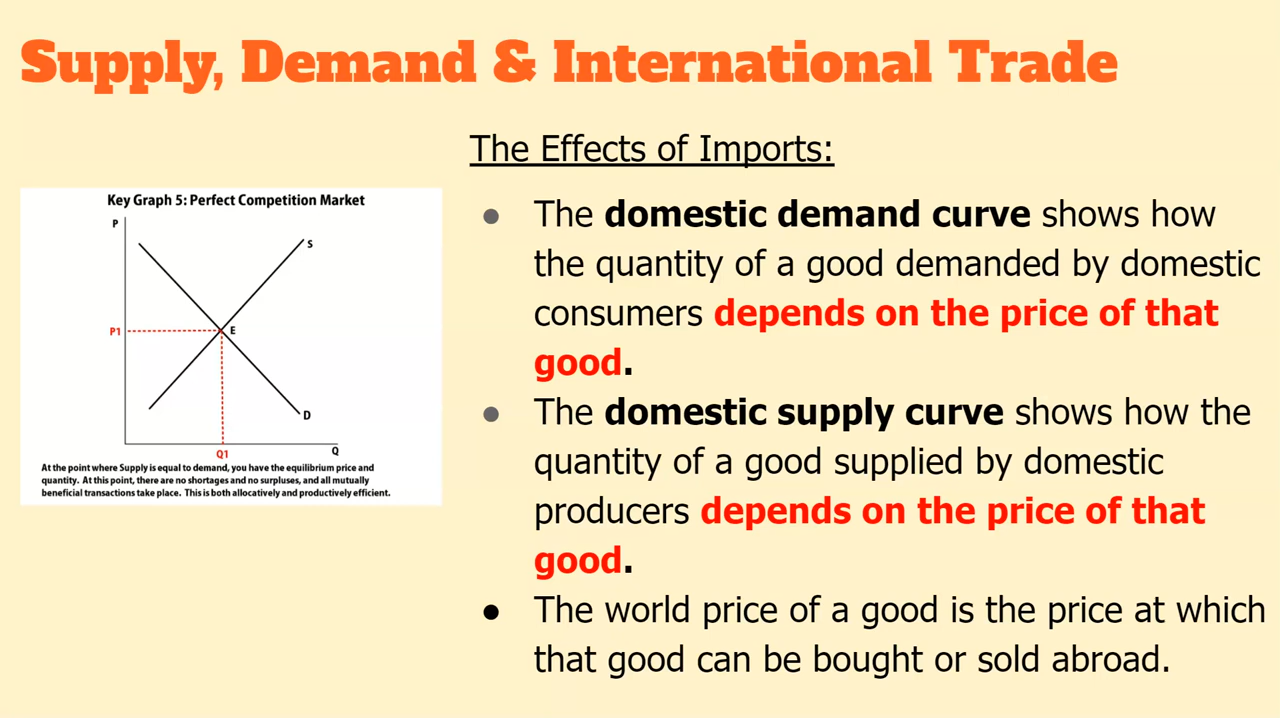 Supply, Demand & International Trade
The Effects of Imports:
Key Graph 5: Perfect Competition Market
P
S
P1
E
D
Q1
Q
At the point where Supply is equal to demand, you have the equilibrium price and
quantity. At this point, there are no shortages and no surpluses, and all mutually
beneficial transactions take place. This is both allocatively and productively efficient.
● The domestic demand curve shows how
the quantity of a good demanded by domestic
consumers depends on the price of that
good.
● The domestic supply curve shows how the
quantity of a good supplied by domestic
producers depends on the price of that
good.
● The world price of a good is the price at which
that good can be bought or sold abroad.